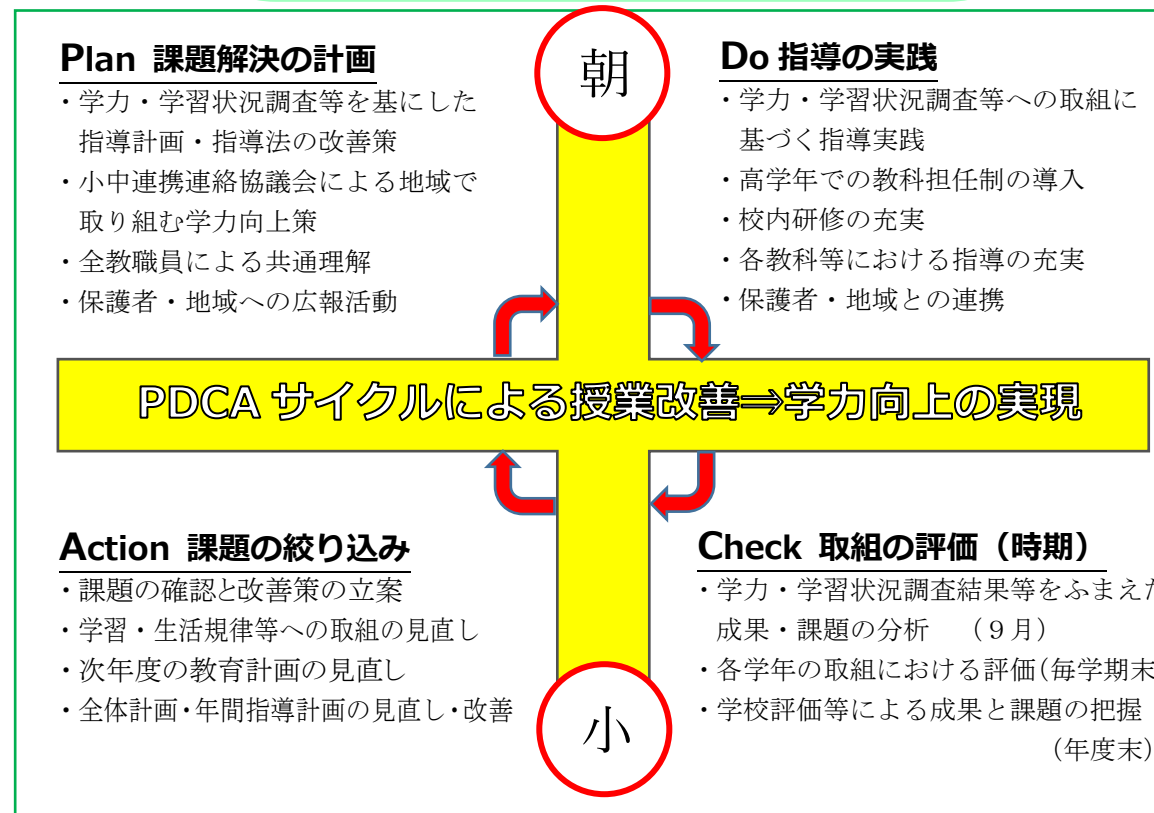 朝
Plan 課題解決の計画
・学力・学習状況調査等を基にした
指導計画・指導法の改善策
・小中連携連絡協議会による地域で
取り組む学力向上策
・全教職員による共通理解
・保護者・地域への広報活動
Do 指導の実践
・学力・学習状況調査等への取組に
基づく指導実践
・高学年での教科担任制の導入
・校内研修の充実
・各教科等における指導の充実
・保護者・地域との連携
PDCA サイクルによる授業改善⇒学力向上の実現
Action 課題の絞り込み
・課題の確認と改善策の立案
・学習・生活規律等への取組の見直し
・次年度の教育計画の見直し
・全体計画・年間指導計画の見直し・改善
Check 取組の評価（時期）
・学力・学習状況調査結果等をふまえた
成果・課題の分析　（９月）
・各学年の取組における評価(毎学期末
・学校評価等による成果と課題の把握
（年度末）
小